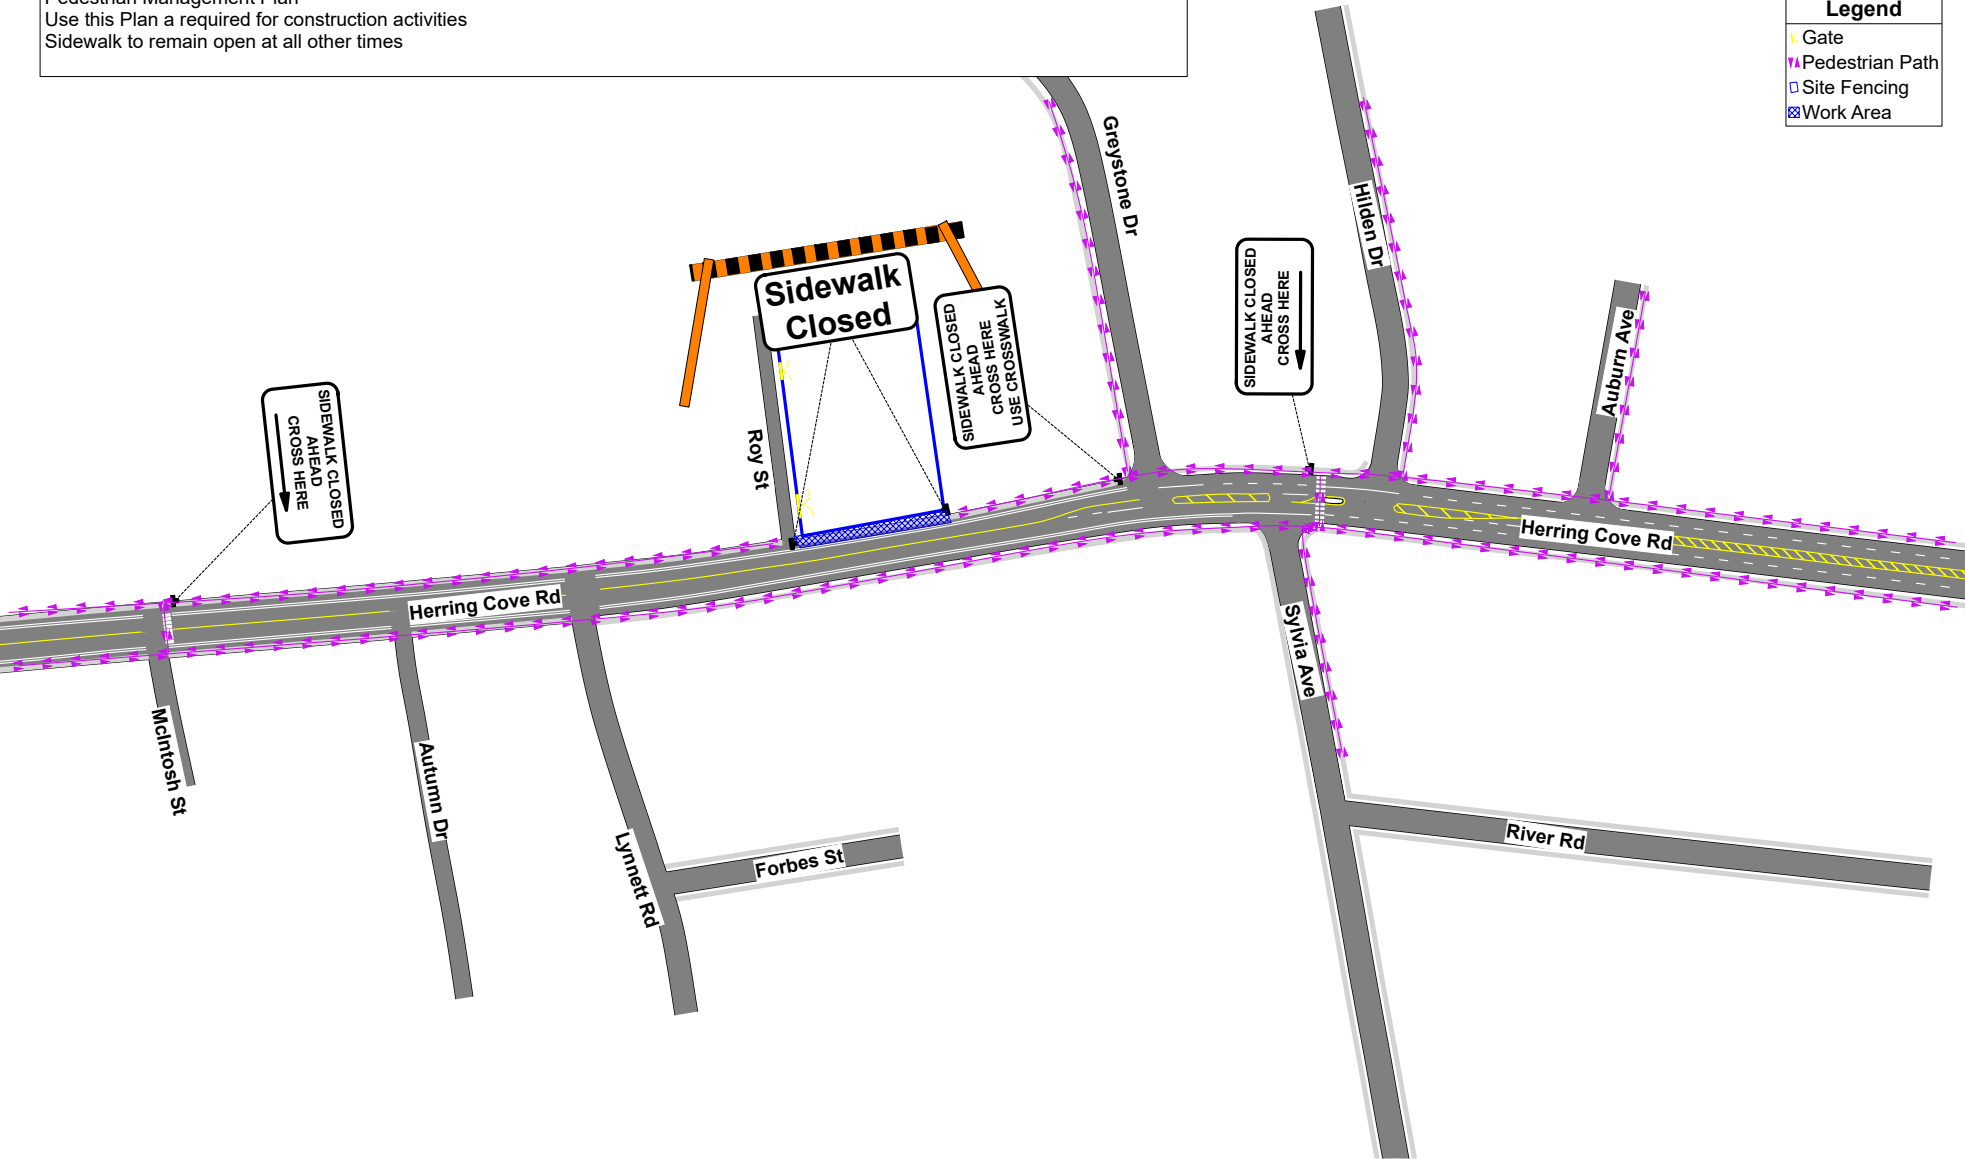 Pedestrian Management Plan
Use this Plan a required for construction activities
Sidewalk to remain open at all other times
Legend
Gate
Pedestrian Path
Site Fencing
Work Area
Greystone Dr
Hilden Dr
Auburn Ave
Sidewalk
Closed
SIDEWALK CLOSED
AHEAD
CROSS HERE
USE CROSSWALK
SIDEWALK CLOSED
AHEAD
CROSS HERE
SIDEWALK CLOSED
AHEAD
CROSS HERE
Roy St
Herring Cove Rd
Herring Cove Rd
Sylvia Ave
McIntosh St
Autumn Dr
Lynnett Rd
Forbes St
River Rd